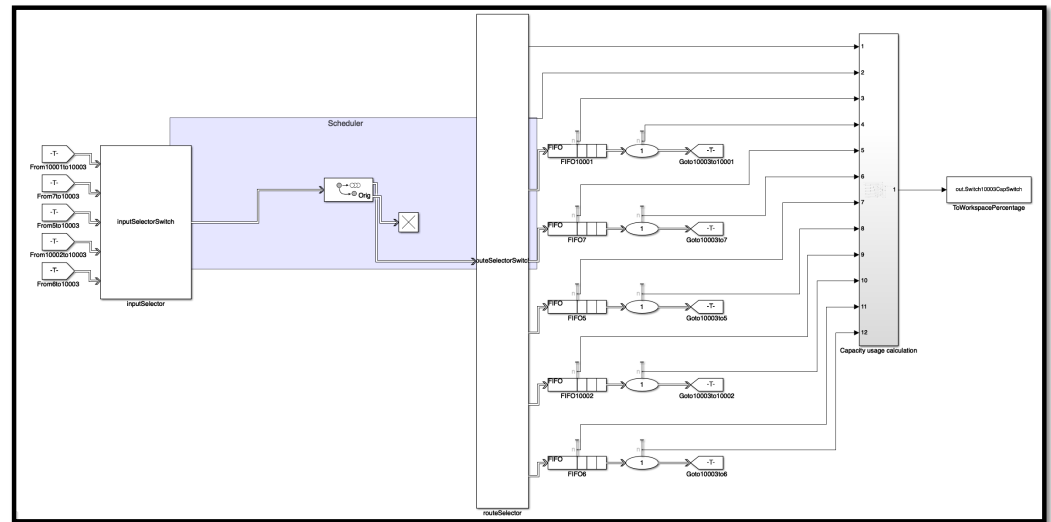 Scheduler
-T-
From10001to10003
-T-
From7to10003
-T-
From5to10003
-T-
From10002to10003
-T-
From6to10003
inputSelectorSwitch
inputSelector
Orig
outeSelectorSwitc
routeSelector
n
n
FIFO
1
-T-
FIFO10001
Goto10003to10001
n
n
FIFO
1
-T-
FIFO7
Goto10003to7
n
n
FIFO
1
-T-
FIFO5
Goto10003to5
n
n
FIFO
1
-T-
FIFO10002
Goto10003to10002
n
n
FIFO
1
-T-
FIFO6
Goto10003to6
1
2
3
4
5
6
7
8
9
10
11
12
1
Capacity usage calculation
out.Switch10003CapSwitch
ToWorkspacePercentage